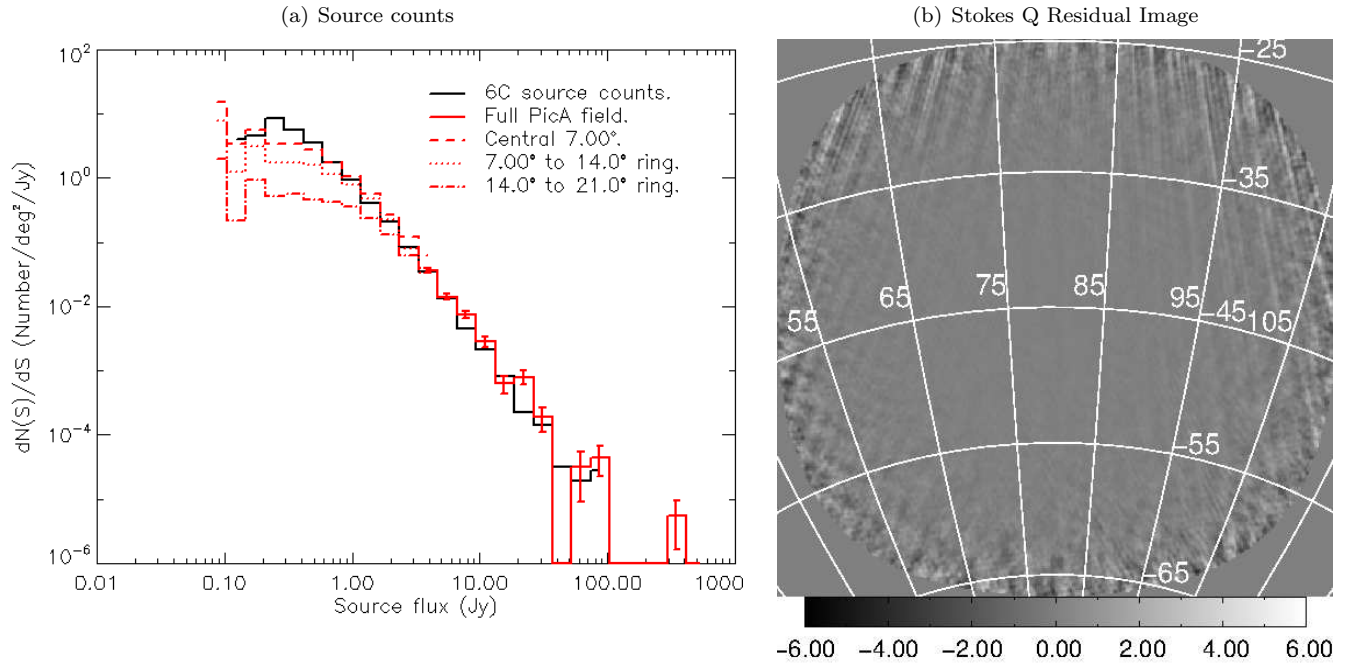 (a) Source counts
10²
10⁰
10⁻²
10⁻⁴
10⁻⁶
dN(S)/dS (Number/deg²/Jy)
6C source counts.
Full PicA field.
Central 7.00°.
7.00° to 14.0° ring.
14.0° to 21.0° ring.
0.01 0.10 1.00 10.00 100.00 1000
Source flux (Jy)
(b) Stokes Q Residual Image
-25
-35
55 65 75 85 95 -45 105
-55
-65
-6.00 -4.00 -2.00 0.00 2.00 4.00 6.00